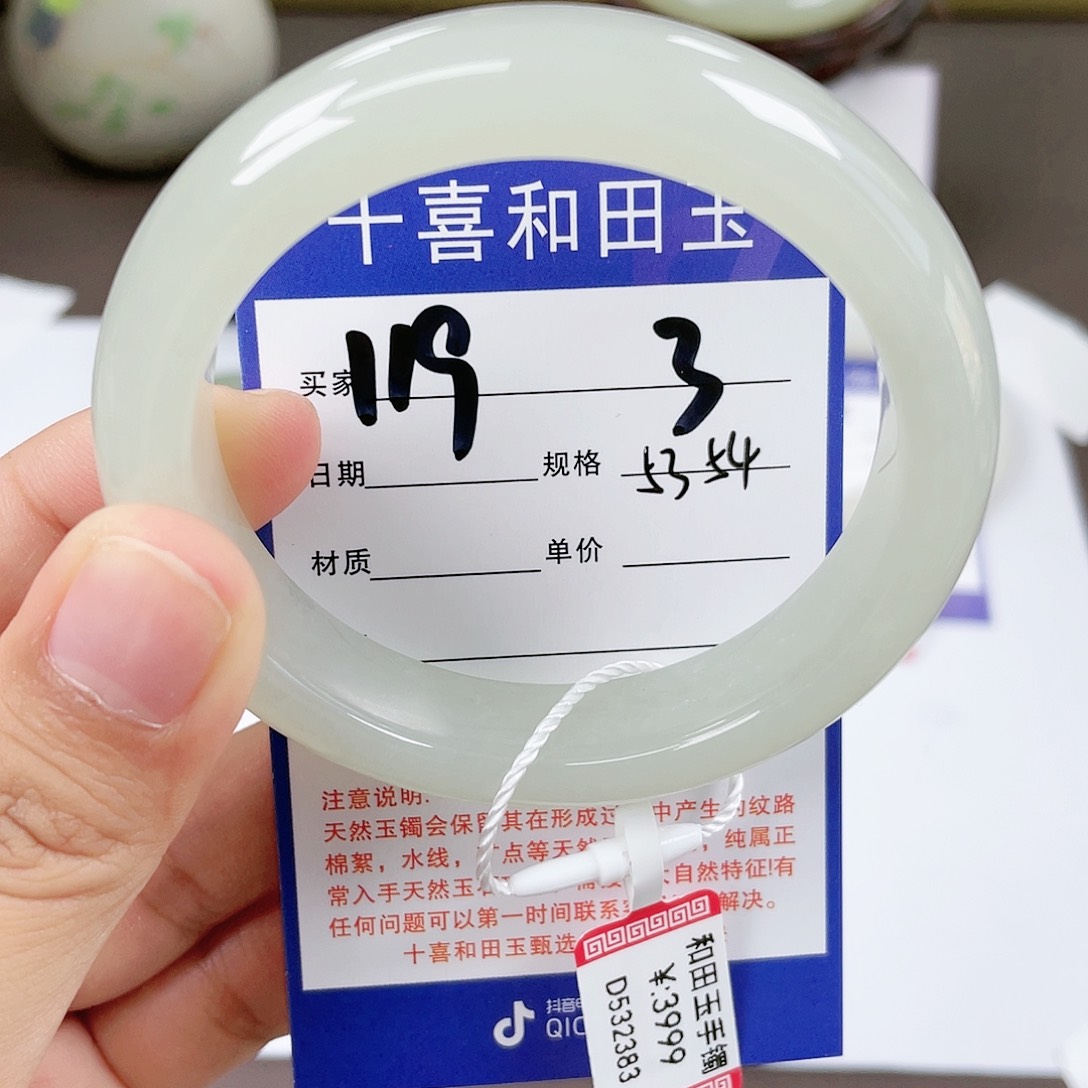 十喜和田玉
买家 119 3
日期 规格 53 54
材质 单价
注意说明:
天然玉镯会保留其在形成过 中产生的纹路
棉絮，水线， 点等天然 ，纯属正
常入手天然玉石 大自然特征!有
任何问题可以第一时间联系 解决。
十喜和田玉甄选
抖音
QIC
和田玉手镯
¥:3999
D532383